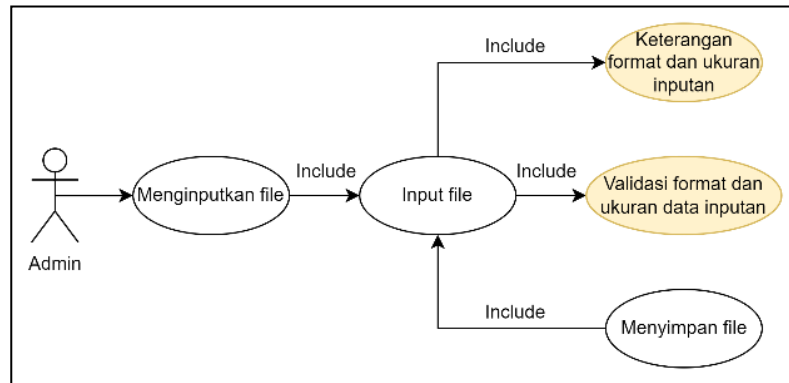 Include
Keterangan
format dan ukuran
inputan
Admin
Menginputkan file
Include
Input file
Include
Validasi format dan
ukuran data inputan
Include
Menyimpan file